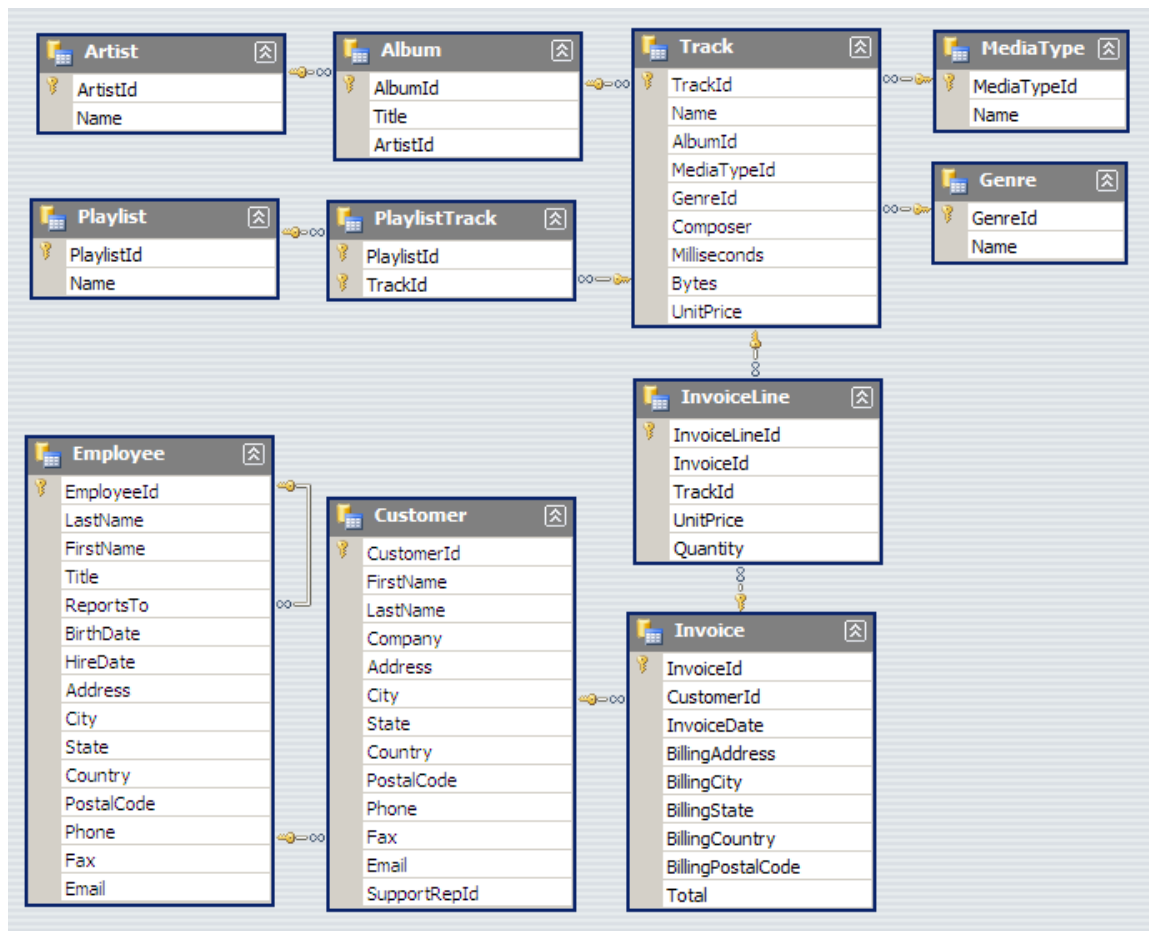 Artist
ArtistId
Name
Album
AlbumId
Title
ArtistId
Track
TrackId
Name
AlbumId
MediaTypeId
GenreId
Composer
Milliseconds
Bytes
UnitPrice
MediaType
MediaTypeId
Name
Genre
GenreId
Name
Playlist
PlaylistId
Name
PlaylistTrack
PlaylistId
TrackId
InvoiceLine
InvoiceLineId
InvoiceId
TrackId
UnitPrice
Quantity
Employee
EmployeeId
LastName
FirstName
Title
ReportsTo
BirthDate
HireDate
Address
City
State
Country
PostalCode
Phone
Fax
Email
Customer
CustomerId
FirstName
LastName
Company
Address
City
State
Country
PostalCode
Phone
Fax
Email
SupportRepId
Invoice
InvoiceId
CustomerId
InvoiceDate
BillingAddress
BillingCity
BillingState
BillingCountry
BillingPostalCode
Total